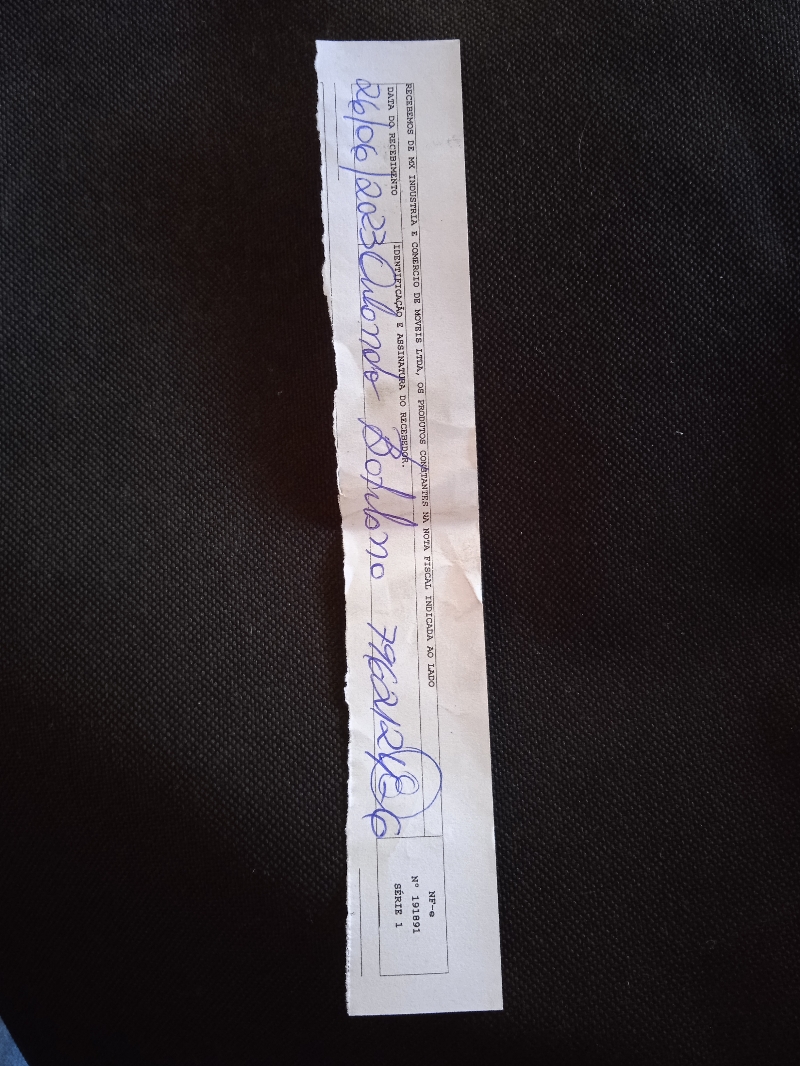 RECEBEMOS DE MX INDUSTRIA E COMERCIO DE MOVEIS LTDA, OS PRODUTOS CONSTANTES NA NOTA FISCAL INDICADA AO LADO
DATA DO RECEBIMENTO
IDENTIFICAÇÃO E ASSINATURA DO RECEBEDOR.
26/06/2023
NF-e
Nº 191891
SÉRIE 1